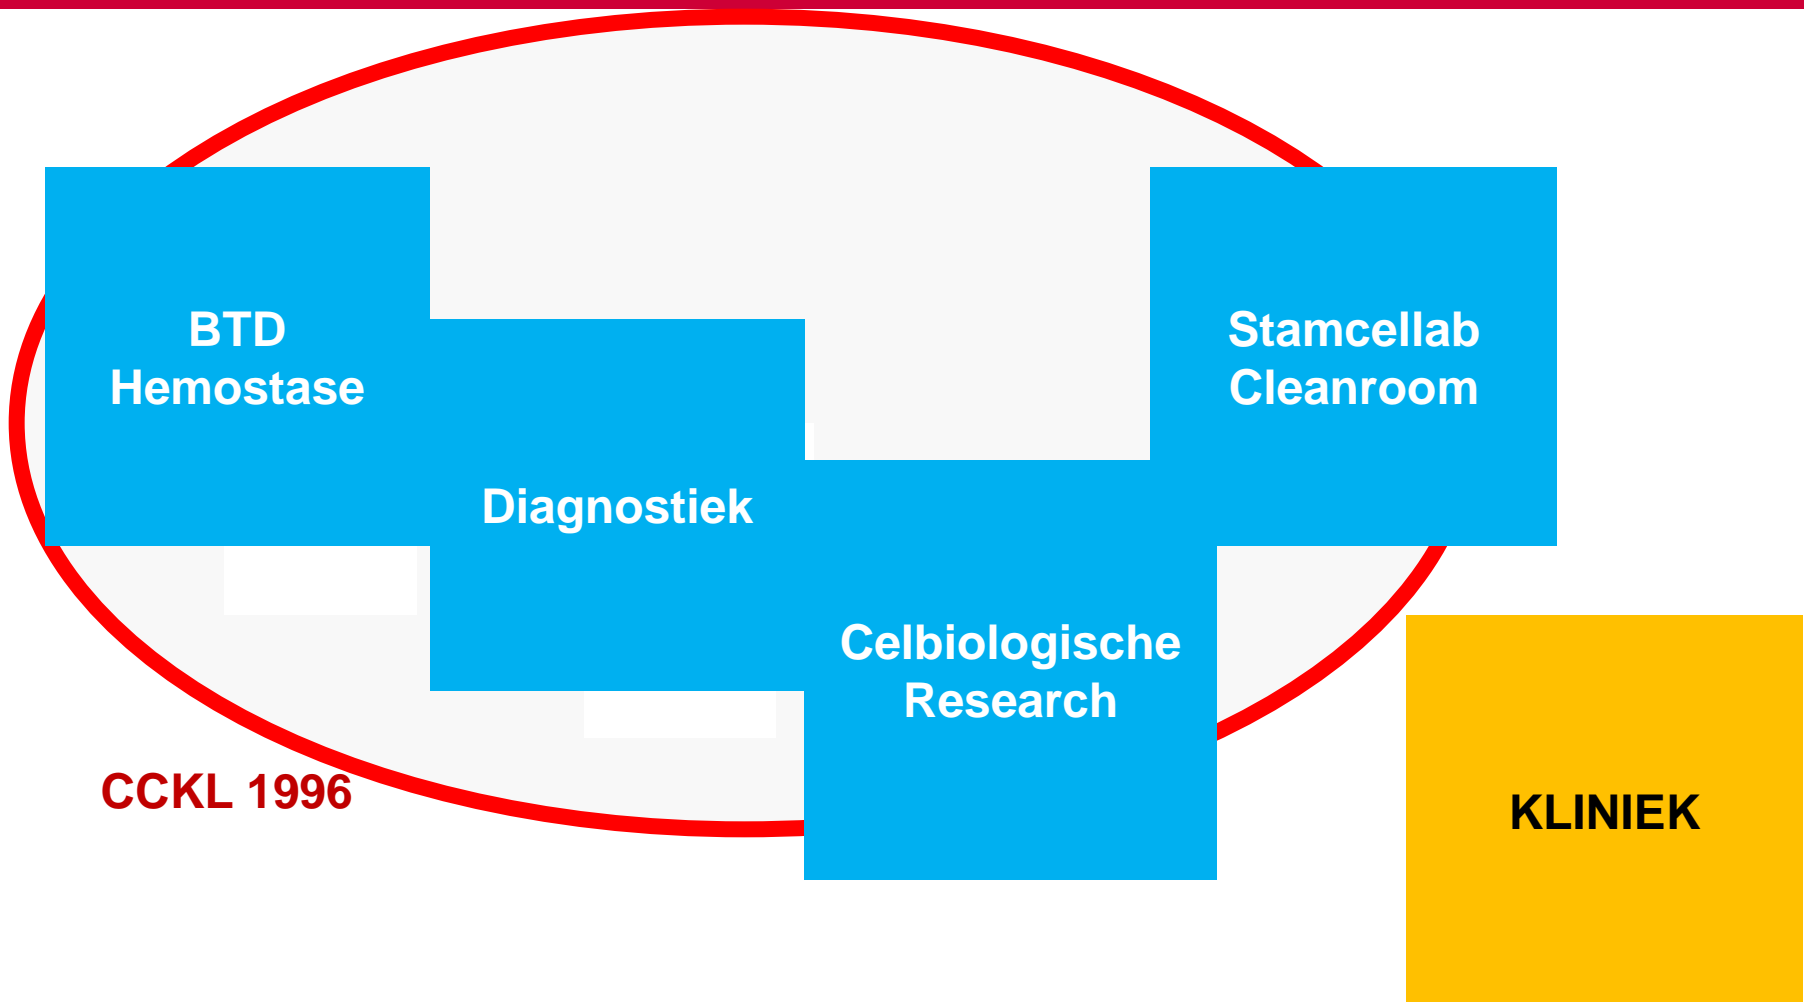 BTD
Hemostase
Stamcellab
Cleanroom
Diagnostiek
Celbiologische
Research
CCKL 1996
KLINIEK